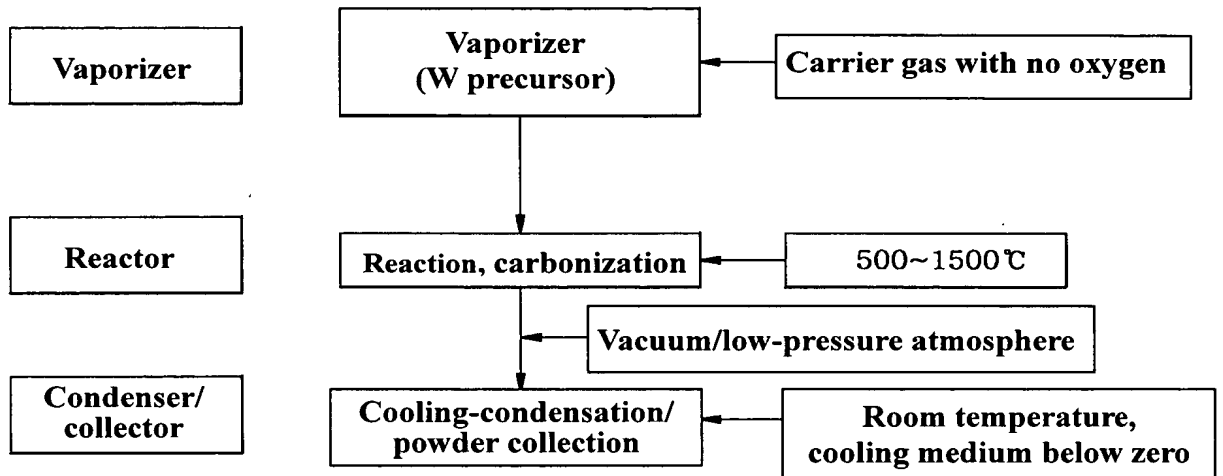 Vaporizer
Vaporizer
(W precursor)
Carrier gas with no oxygen
Reactor
Reaction, carbonization
500~1500℃
Vacuum/low-pressure atmosphere
Condenser/
collector
Cooling-condensation/
powder collection
Room temperature,
cooling medium below zero